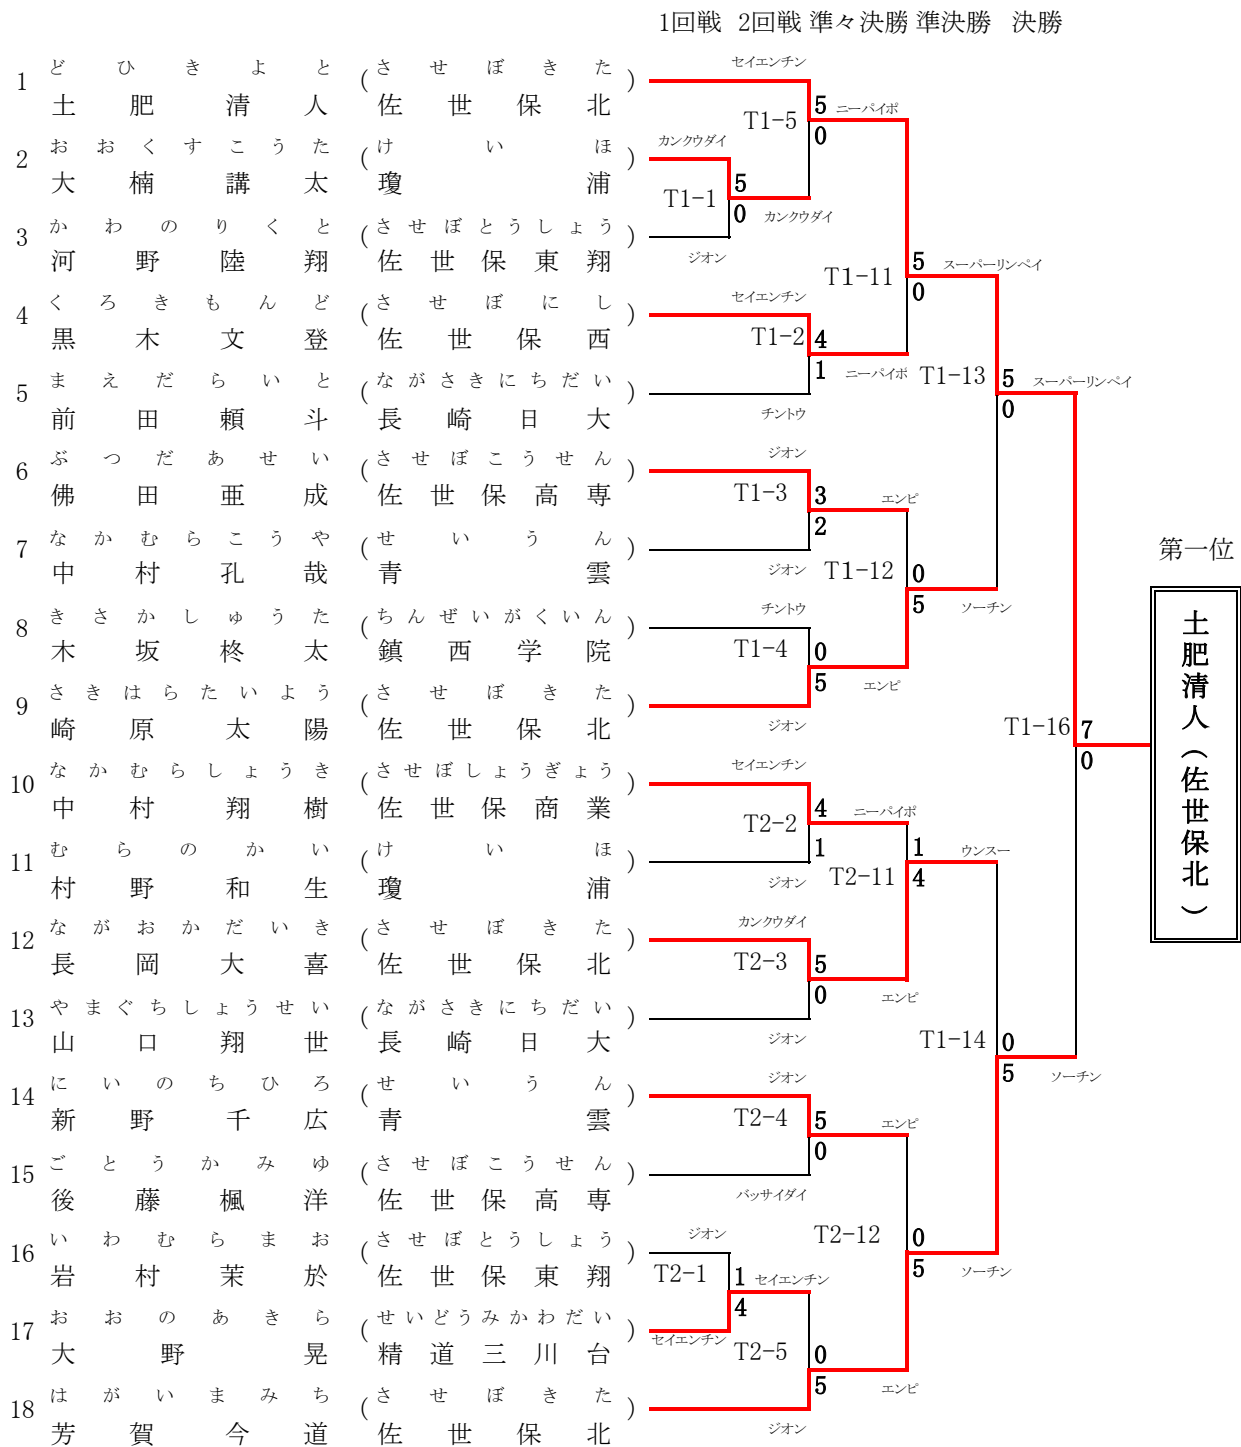 1回戦 2回戦 準々決勝 準決勝 決勝
どひきよと (させぼきた)
1 土肥清人 佐世保北
おおくすこうた (けいほ)
2 大楠講太 瓊浦
かわのりくと (させぼとうしょう)
3 河野陸翔 佐世保東翔
くろきもんど (させぼにし)
4 黒木文登 佐世保西
まえだらいと (ながさきにちだい)
5 前田頼斗 長崎日大
ぶつだあせい (させぼこうせん)
6 佛田亜成 佐世保高専
なかむらこうや (せいうん)
7 中村孔哉 青雲
きさかしゅうた (ちんぜいがくいん)
8 木坂柊太 鎮西学院
さきはらたいよう (させぼきた)
9 崎原太陽 佐世保北
なかむらしょうき (させぼしょうぎょう)
10 中村翔樹 佐世保商業
むらのかい (けいほ)
11 村野和生 瓊浦
ながおかだいき (させぼきた)
12 長岡大喜 佐世保北
やまぐちしょうせい (ながさきにちだい)
13 山口翔世 長崎日大
にいのちひろ (せいうん)
14 新野千広 青雲
ごとうかみゆ (させぼこうせん)
15 後藤楓洋 佐世保高専
いわむらまお (させぼとうしょう)
16 岩村茉於 佐世保東翔
おおのあきら (せいどうみかわだい)
17 大野晃 精道三川台
はがいまみち (させぼきた)
18 芳賀今道 佐世保北
セイエンチン
T1-5 5 ニーパイポ
0
カンクウダイ
T1-1 5
0 カンクウダイ
ジオン
T1-11 5 スーパーリンペイ
0
セイエンチン
T1-2 4
1 ニーパイポ
チントウ
T1-13 5 スーパーリンペイ
0
ジオン
T1-3 3 エンピ
2
ジオン
T1-12 0
5 ソーチン
チントウ
T1-4 0
5 エンピ
ジオン
T1-16 7
0
セイエンチン
T2-2 4 ニーパイポ
1
ジオン
T2-11 1 ウンスー
4
カンクウダイ
T2-3 5
0 エンピ
ジオン
T1-14 0
5 ソーチン
ジオン
T2-4 5 エンピ
0
バッサイダイ
T2-12 0
5 ソーチン
ジオン
T2-1 1 セイエンチン
4
セイエンチン
T2-5 0
5 エンピ
ジオン
第一位
土肥清人(佐世保北)